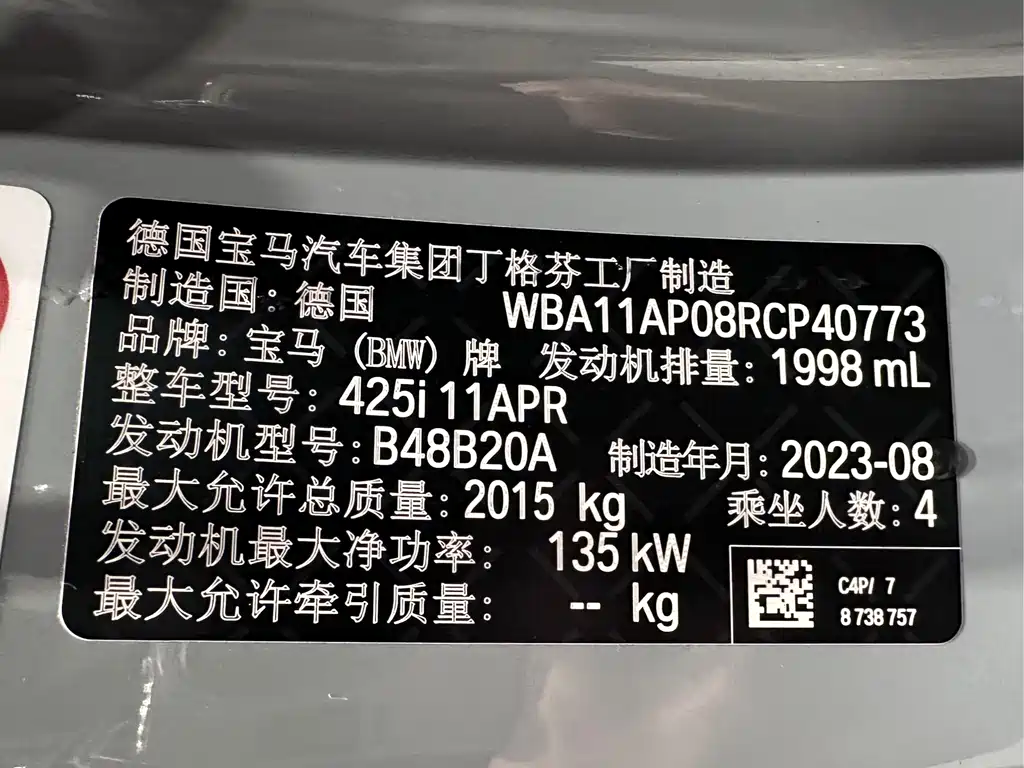 德国宝马汽车集团丁格芬工厂制造
制造国：德国 WBA11AP08RCP40773
品牌：宝马（BMW）牌 发动机排量：1998 mL
整车型号：425i 11APR
发动机型号：B48B20A 制造年月：2023-08
最大允许总质量：2015 kg 乘坐人数：4
发动机最大净功率： 135 kW
最大允许牵引质量： -- kg
C4P/ 7
8 738 757